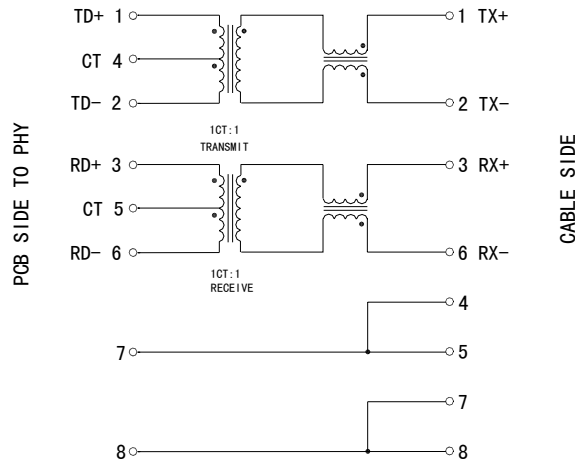 TD+ 1
1 TX+
CT 4
TD- 2
2 TX-
1CT:1
TRANSMIT
RD+ 3
3 RX+
CT 5
RD- 6
6 RX-
1CT:1
RECEIVE
4
7
5
7
8
8
PCB SIDE TO PHY
CABLE SIDE